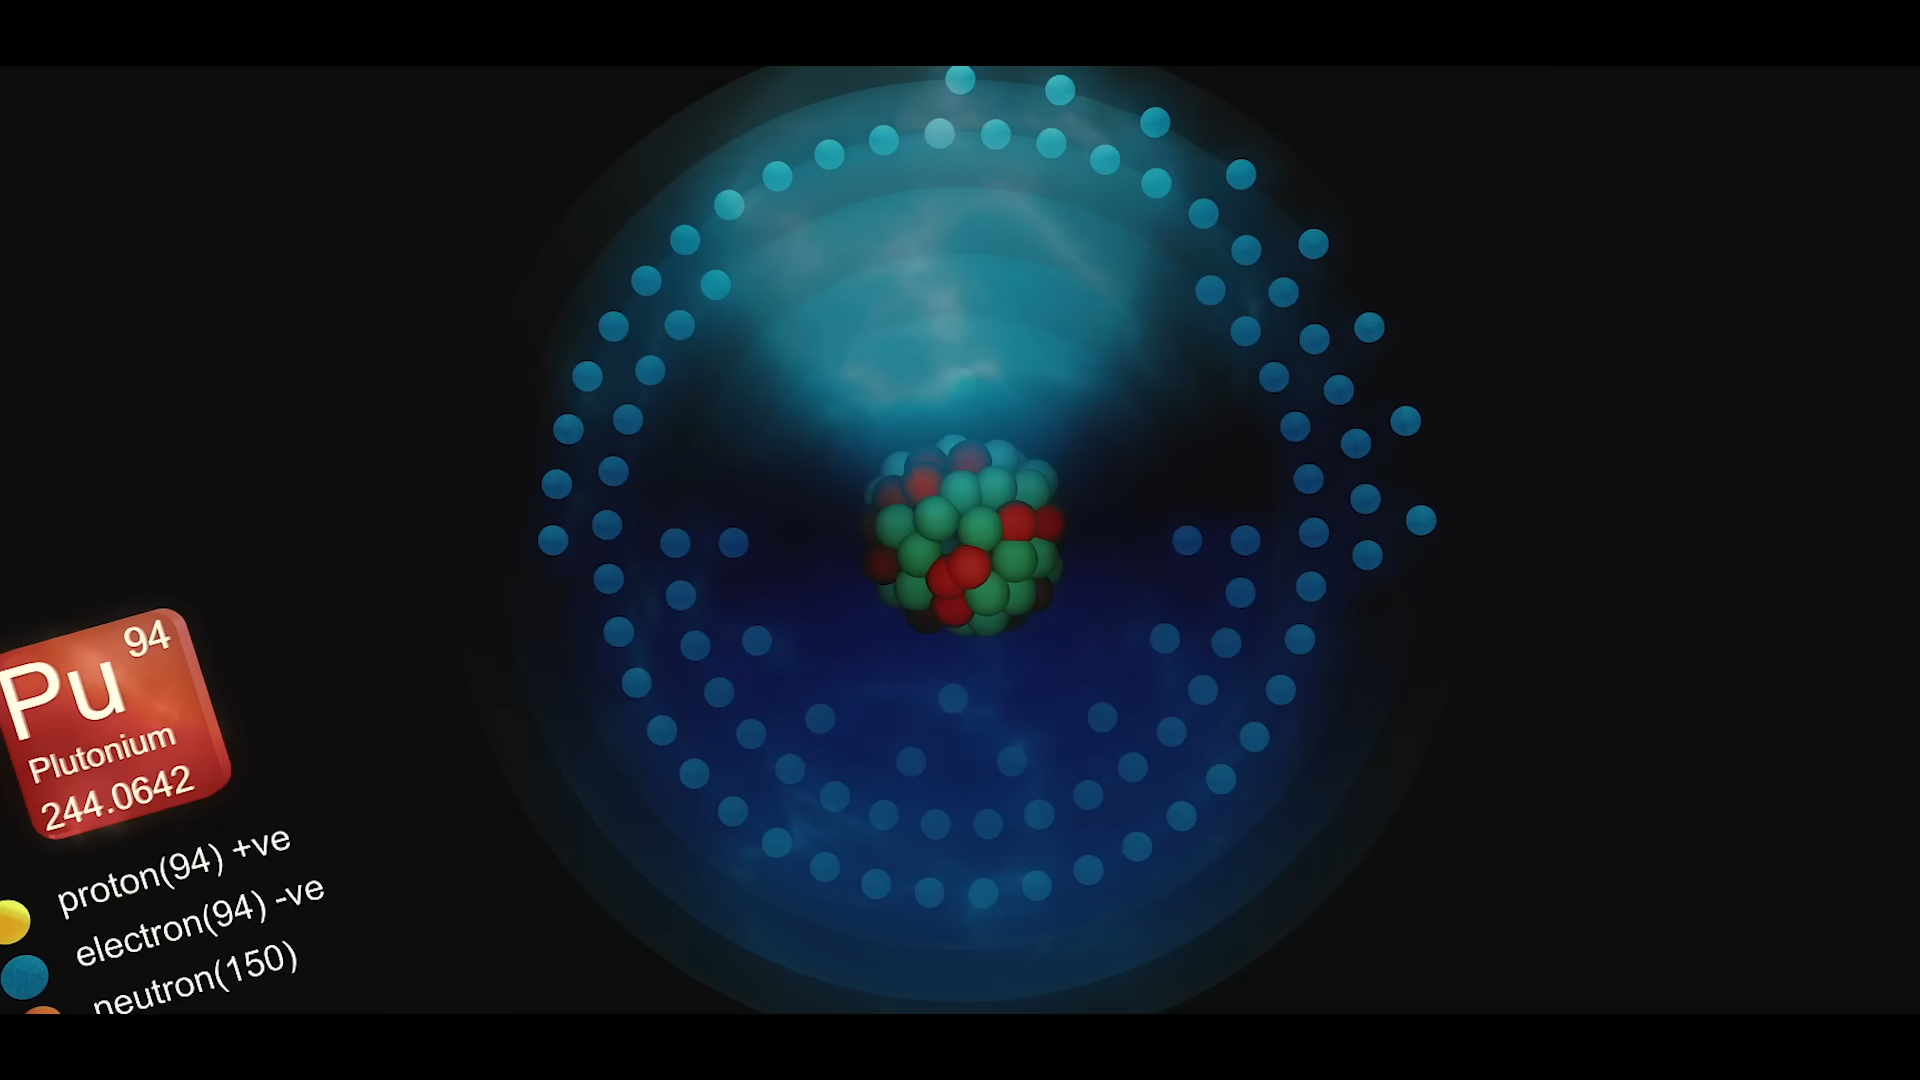 94
Pu
Plutonium
244.0642
proton(94) +ve
electron(94) -ve
neutron(150)